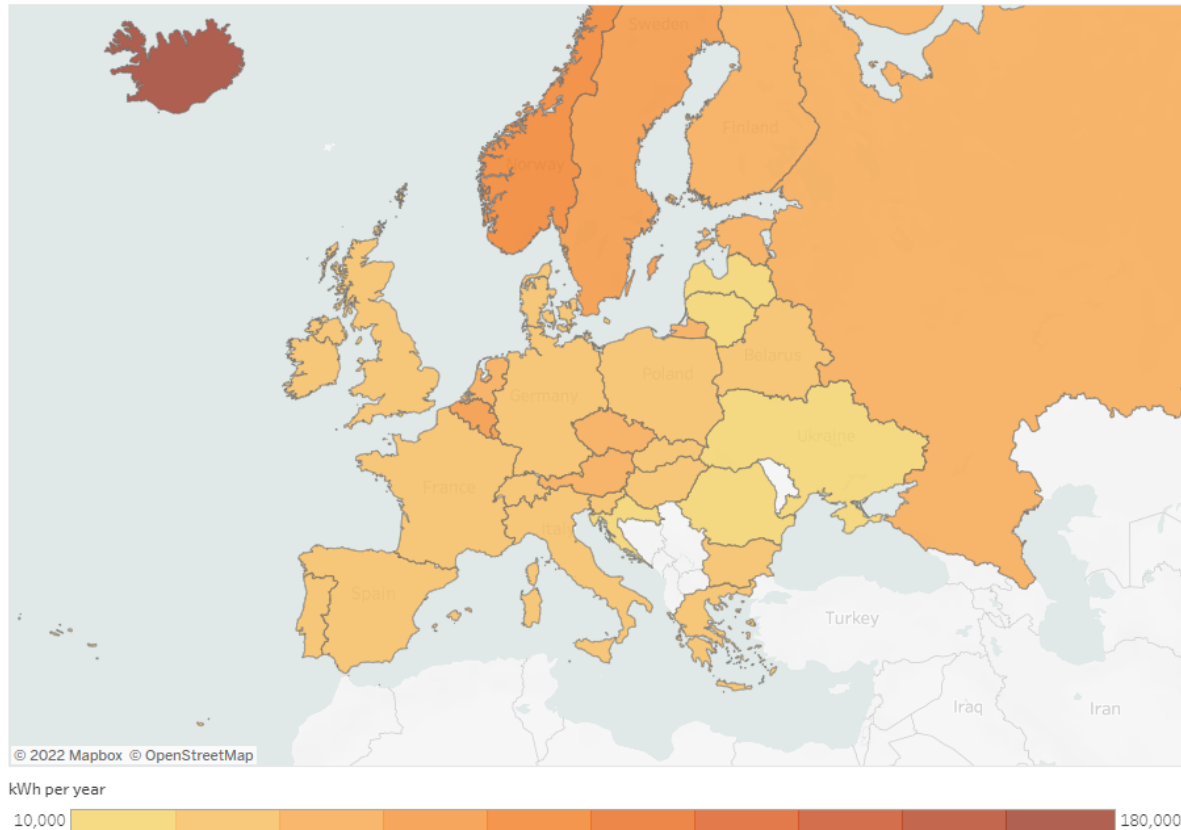 Sweden
Finland
Norway
Belarus
Poland
Germany
Ukraine
France
Italy
Spain
Turkey
Iraq
Iran
© 2022 Mapbox © OpenStreetMap
kWh per year
10,000
180,000